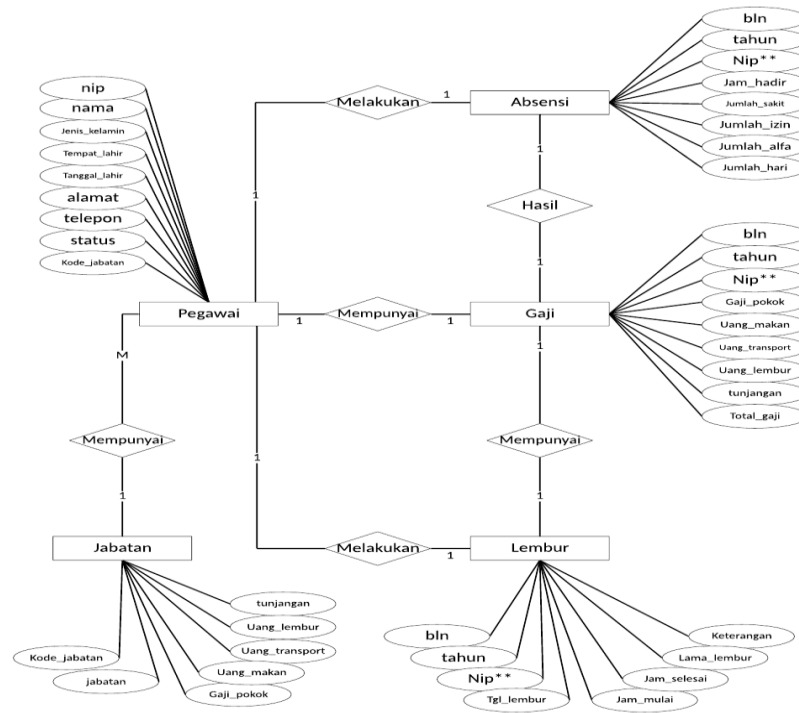 bln
tahun
Nip**
Jam_hadir
Jumlah_sakit
Jumlah_izin
Jumlah_alfa
Jumlah_hari
nip
nama
Jenis_kelamin
Tempat_lahir
Tanggal_lahir
alamat
telepon
status
Kode_jabatan
Melakukan
1
Absensi
1
1
Hasil
1
bln
tahun
Nip**
Gaji_pokok
Uang_makan
Uang_transport
Uang_lembur
tunjangan
Total_gaji
Pegawai
1
Mempunyai
1
Gaji
1
M
Mempunyai
1
Mempunyai
1
1
Jabatan
Melakukan
1
Lembur
tunjangan
Uang_lembur
Uang_transport
Uang_makan
Gaji_pokok
Kode_jabatan
jabatan
bln
tahun
Nip**
Tgl_lembur
Keterangan
Lama_lembur
Jam_selesai
Jam_mulai